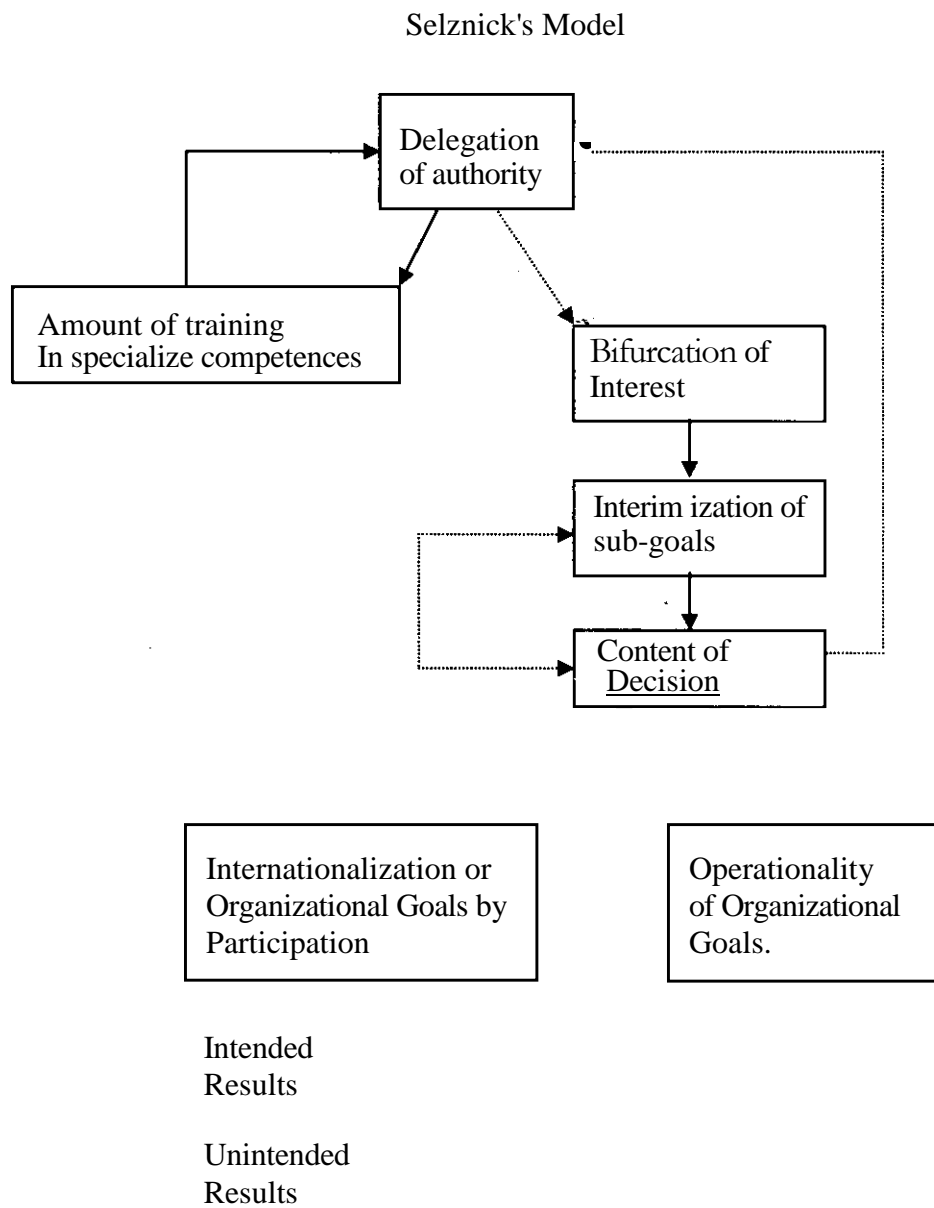 Selznick's Model
Delegation
of authority
Amount of training
In specialize competences
Bifurcation of
Interest
Interim ization of
sub-goals
Content of
Decision
Internationalization or
Organizational Goals by
Participation
Operationality
of Organizational
Goals.
Intended
Results
Unintended
Results